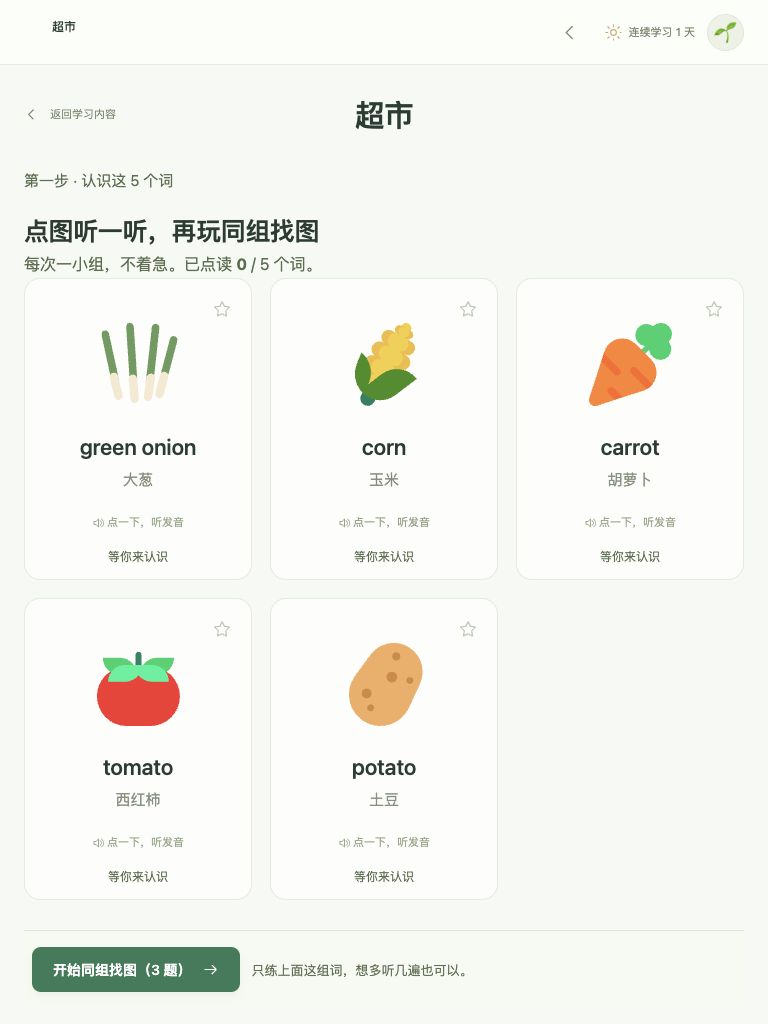 超市
连续学习 1 天
返回学习内容
超市
第一步 · 认识这 5 个词
点图听一听，再玩同组找图
每次一小组，不着急。已点读 0 / 5 个词。
green onion
大葱
点一下，听发音
等你来认识
corn
玉米
点一下，听发音
等你来认识
carrot
胡萝卜
点一下，听发音
等你来认识
tomato
西红柿
点一下，听发音
等你来认识
potato
土豆
点一下，听发音
等你来认识
开始同组找图（3 题） →
只练上面这组词，想多听几遍也可以。